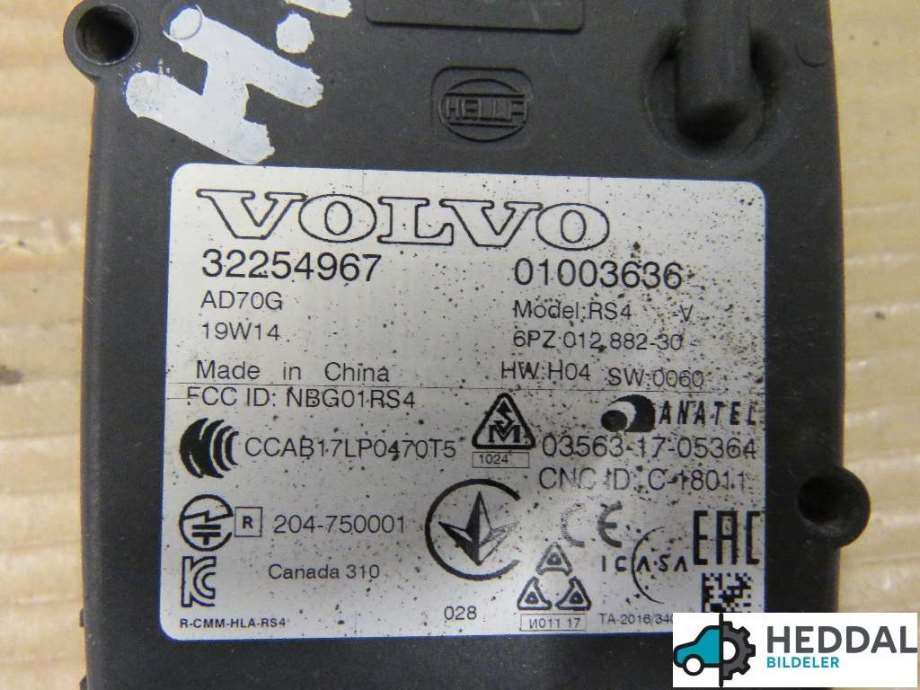 H.
HELLA
VOLVO
32254967 01003636
AD70G Model:RS4 -V
19W14 6PZ 012 882-30
Made in China HW:H04 SW:0060
FCC ID: NBG01RS4
ANATEL
CCAB17LP0470T5 1024 03563-17-05364
CNC ID: C-18011
R 204-750001 CE ICASA EAC
Canada 310
R-CMM-HLA-RS4 028 И011 17 TA-2016/340
HEDDAL
BILDELER